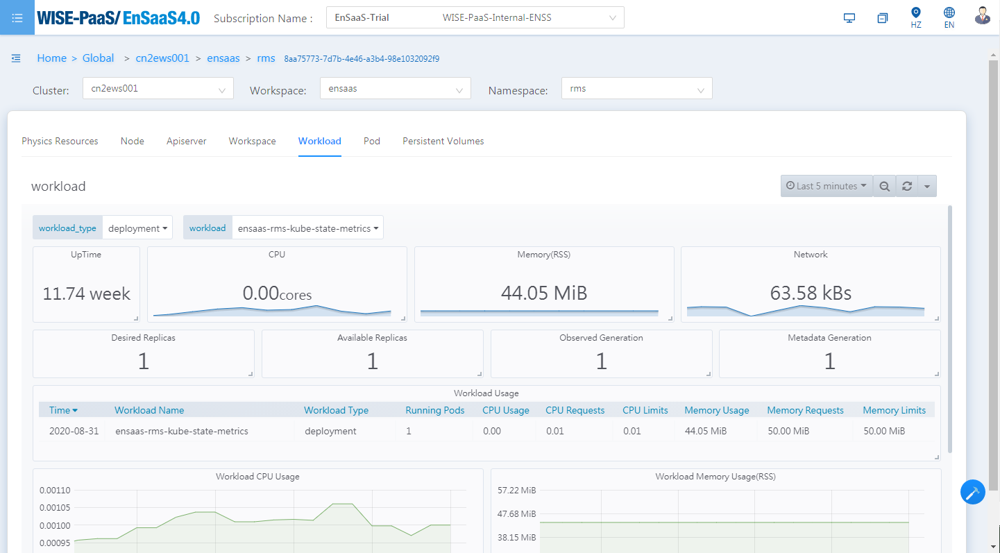 WISE-PaaS/ EnSaaS4.0 Subscription Name : EnSaaS-Trial WISE-PaaS-Internal-ENSS HZ EN
Home > Global > cn2ews001 > ensaas > rms 8aa75773-7d7b-4e46-a3b4-98e1032092f9
Cluster: cn2ews001 Workspace: ensaas Namespace: rms
Physics Resources Node Apiserver Workspace Workload Pod Persistent Volumes
workload Last 5 minutes
workload_type deployment workload ensaas-rms-kube-state-metrics
UpTime CPU Memory(RSS) Network
11.74 week 0.00cores 44.05 MiB 63.58 kBs
Desired Replicas Available Replicas Observed Generation Metadata Generation
1 1 1 1
Workload Usage
Time Workload Name Workload Type Running Pods CPU Usage CPU Requests CPU Limits Memory Usage Memory Requests Memory Limits
2020-08-31 ensaas-rms-kube-state-metrics deployment 1 0.00 0.01 0.01 44.05 MiB 50.00 MiB 50.00 MiB
Workload CPU Usage Workload Memory Usage(RSS)
0.00110 57.22 MiB
0.00105 47.68 MiB
0.00100 38.15 MiB
0.00095